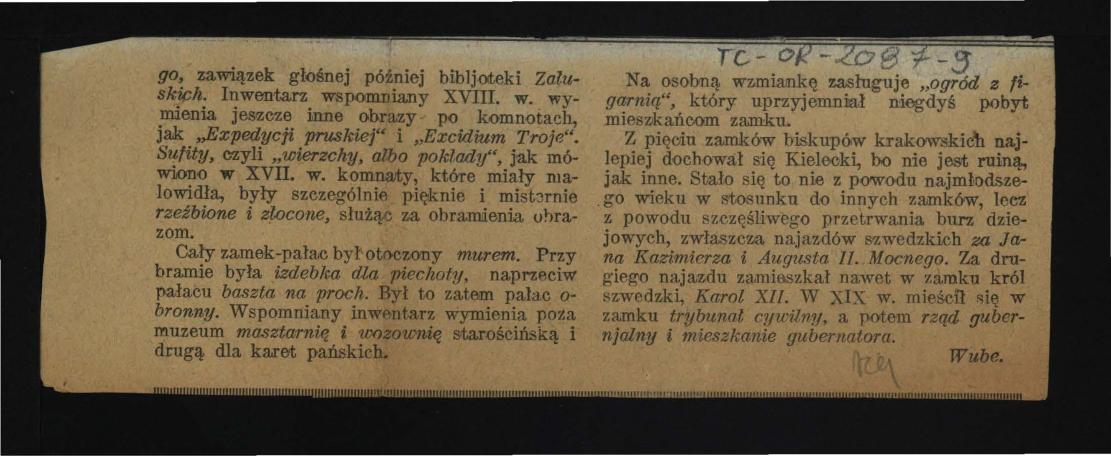 TC-OR-2087-9
go, zawiązek głośnej później bibljoteki Zału-
skich. Inwentarz wspomniany XVIII. w. wy-
mienia jeszcze inne obrazy po komnotach,
jak „Expedycji pruskiej“ i „Excidium Troje“.
Sufity, czyli „wierzchy, albo pokłady“, jak mó-
wiono w XVII. w. komnaty, które miały ma-
lowidła, były szczególnie pięknie i misternie
rzeźbione i złocone, służąc za obramienia obra-
zom.
Cały zamek-pałac był otoczony murem. Przy
bramie była izdebka dla piechoty, naprzeciw
pałacu baszta na proch. Był to zatem pałac o-
bronny. Wspomniany inwentarz wymienia poza
muzeum masztarnię i wozownię starościńską i
drugą dla karet pańskich.
Na osobną wzmiankę zasługuje „ogród z fi-
garnią“, który uprzyjemniał niegdyś pobyt
mieszkańcom zamku.
Z pięciu zamków biskupów krakowskich naj-
lepiej dochował się Kielecki, bo nie jest ruiną,
jak inne. Stało się to nie z powodu najmłodsze-
go wieku w stosunku do innych zamków, lecz
z powodu szczęśliwego przetrwania burz dzie-
jowych, zwłaszcza najazdów szwedzkich za Ja-
na Kazimierza i Augusta II. Mocnego. Za dru-
giego najazdu zamieszkał nawet w zamku król
szwedzki, Karol XII. W XIX w. mieścił się w
zamku trybunał cywilny, a potem rząd guber-
njalny i mieszkanie gubernatora.
Wube.